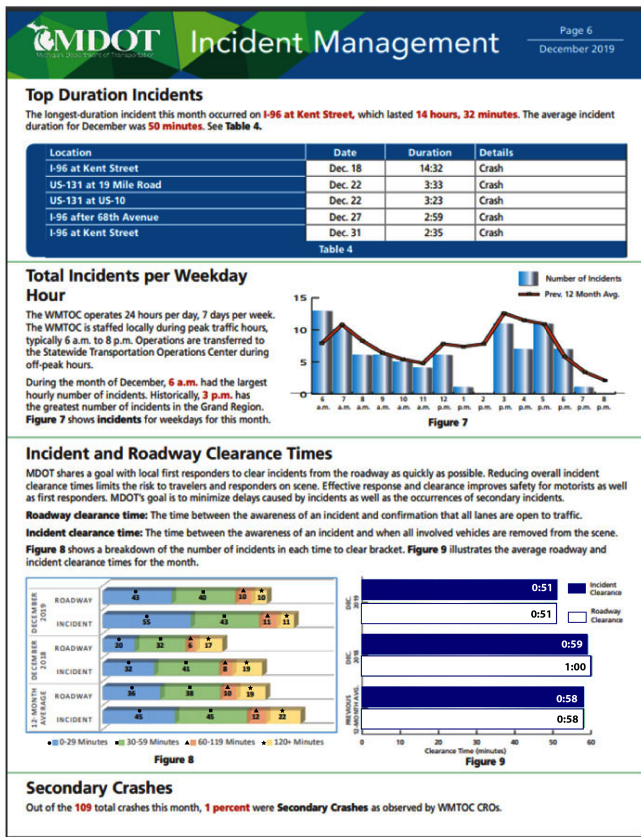 MDOT
Michigan Department of Transportation
Incident Management
Page 6
December 2019
Top Duration Incidents
The longest-duration incident this month occurred on I-96 at Kent Street, which lasted 14 hours, 32 minutes. The average incident
duration for December was 50 minutes. See Table 4.
Location Date Duration Details
I-96 at Kent Street Dec. 18 14:32 Crash
US-131 at 19 Mile Road Dec. 22 3:33 Crash
US-131 at US-10 Dec. 22 3:23 Crash
I-96 after 68th Avenue Dec. 27 2:59 Crash
I-96 at Kent Street Dec. 31 2:35 Crash
Table 4
Total Incidents per Weekday
Hour
The WMTOC operates 24 hours per day, 7 days per week.
The WMTOC is staffed locally during peak traffic hours,
typically 6 a.m. to 8 p.m. Operations are transferred to
the Statewide Transportation Operations Center during
off-peak hours.
During the month of December, 6 a.m. had the largest
hourly number of incidents. Historically, 3 p.m. has
the greatest number of incidents in the Grand Region.
Figure 7 shows incidents for weekdays for this month.
Number of Incidents
Prev. 12 Month Avg.
15
10
5
0
6 7 8 9 10 11 12 1 2 3 4 5 6 7 8
a.m. a.m. a.m. a.m. a.m. a.m. p.m. p.m. p.m. p.m. p.m. p.m. p.m. p.m. p.m.
Figure 7
Incident and Roadway Clearance Times
MDOT shares a goal with local first responders to clear incidents from the roadway as quickly as possible. Reducing overall incident
clearance times limits the risk to travelers and responders on scene. Effective response and clearance improves safety for motorists as well
as first responders. MDOT's goal is to minimize delays caused by incidents as well as the occurrences of secondary incidents.
Roadway clearance time: The time between the awareness of an incident and confirmation that all lanes are open to traffic.
Incident clearance time: The time between the awareness of an incident and when all involved vehicles are removed from the scene.
Figure 8 shows a breakdown of the number of incidents in each time to clear bracket. Figure 9 illustrates the average roadway and
incident clearance times for the month.
DECEMBER
2019
ROADWAY 43 40 10 10
INCIDENT 55 43 11 11
DECEMBER
2018
ROADWAY 20 32 6 17
INCIDENT 32 41 8 19
12-MONTH
AVERAGE
ROADWAY 36 38 10 19
INCIDENT 45 45 12 22
0-29 Minutes 30-59 Minutes 60-119 Minutes 120+ Minutes
Figure 8
DEC.
2019
0:51
0:51
Incident
Clearance
Roadway
Clearance
DEC.
2018
0:59
1:00
PREVIOUS
12-MONTH AVG.
0:58
0:58
0 10 20 30 40 50 60
Clearance Time (minutes)
Figure 9
Secondary Crashes
Out of the 109 total crashes this month, 1 percent were Secondary Crashes as observed by WMTOC CROs.